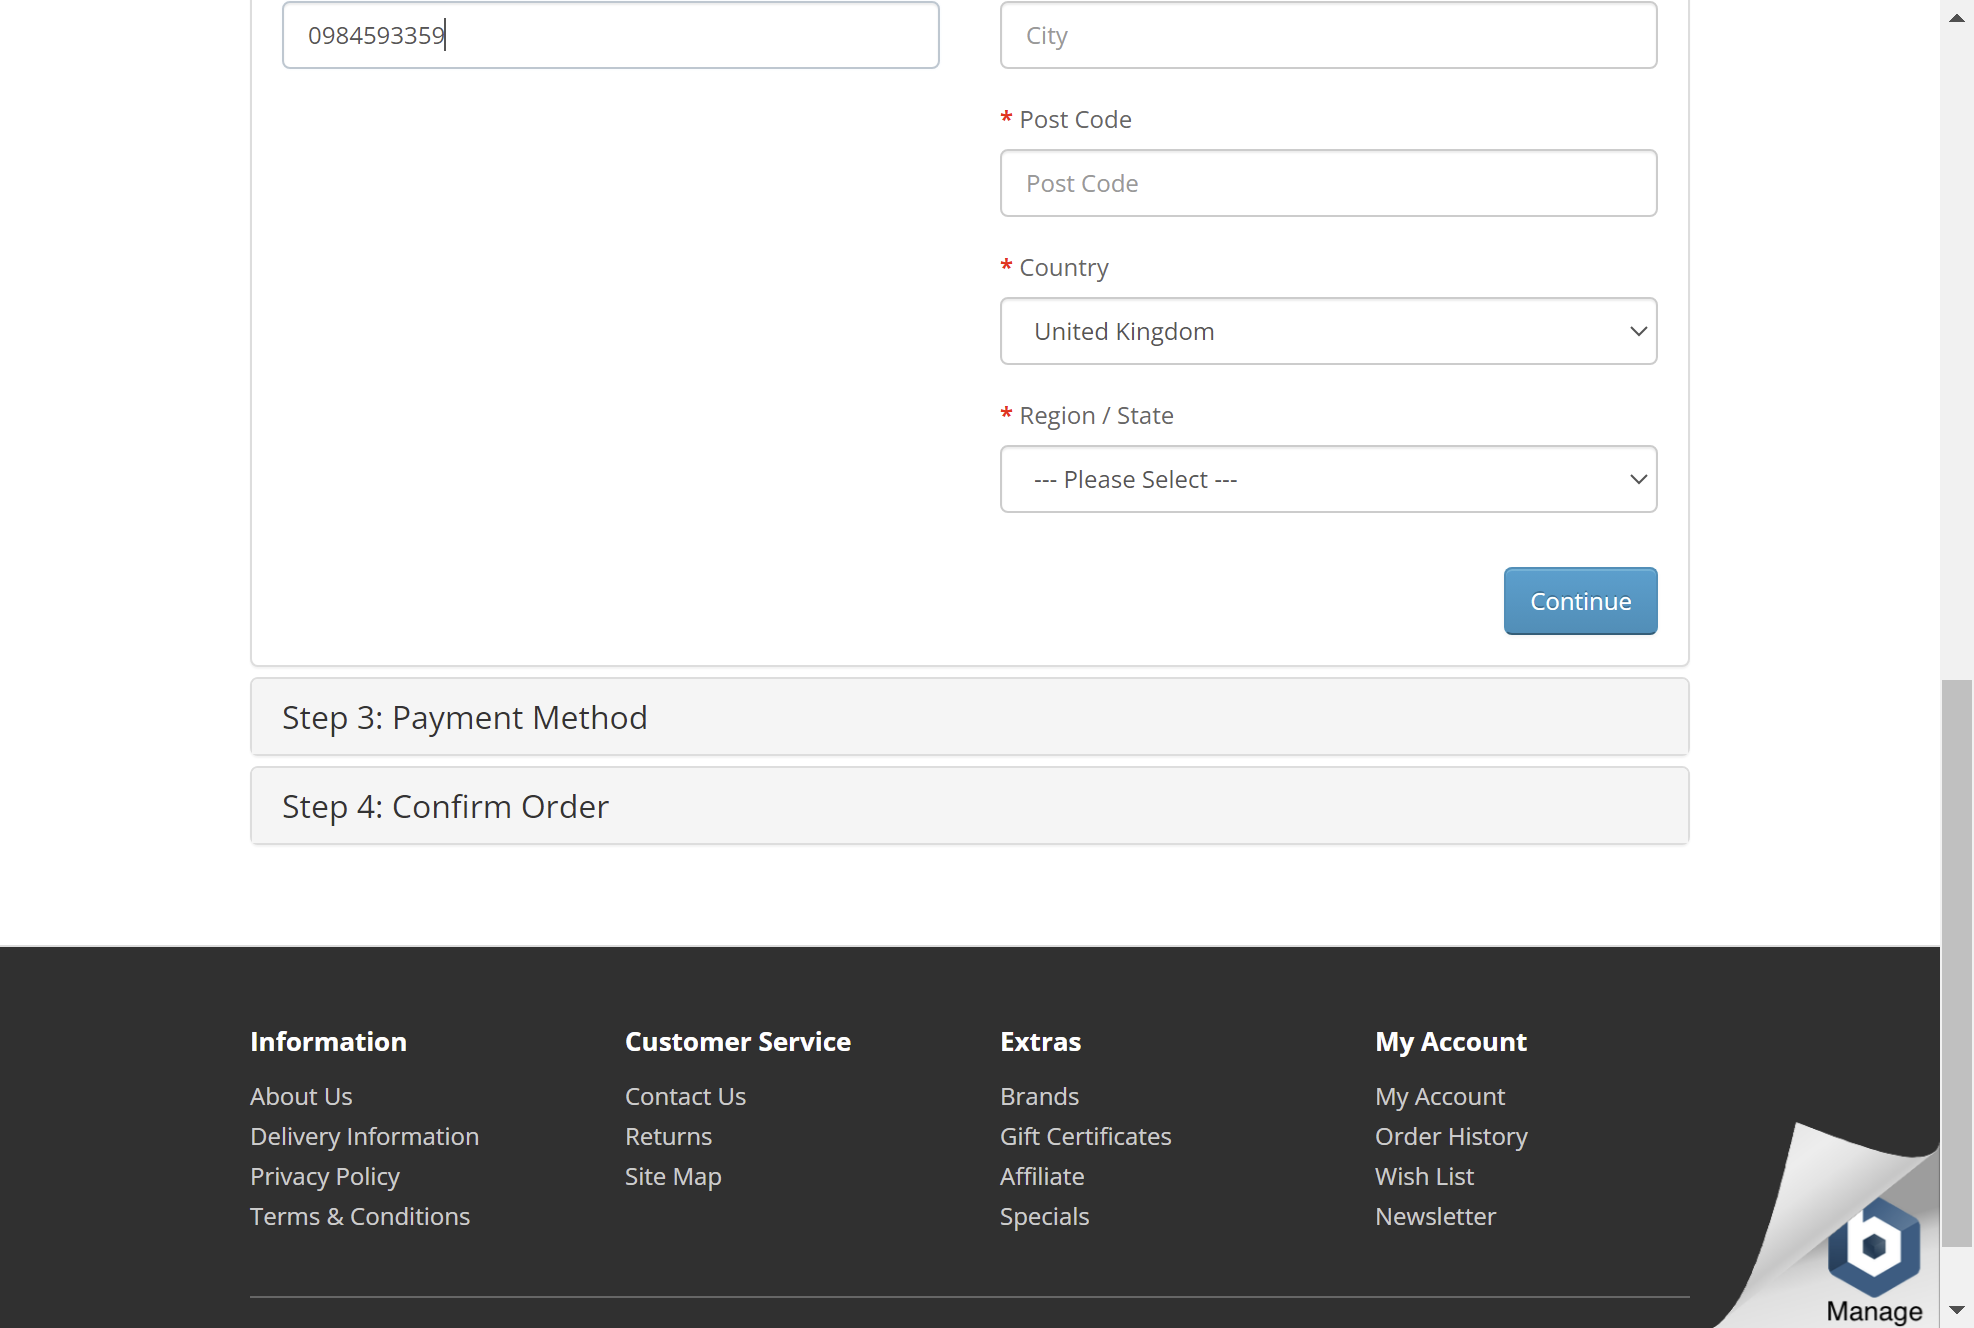 0984593359
City
* Post Code
Post Code
* Country
United Kingdom
* Region / State
--- Please Select ---
Continue
Step 3: Payment Method
Step 4: Confirm Order
Information
About Us
Delivery Information
Privacy Policy
Terms & Conditions
Customer Service
Contact Us
Returns
Site Map
Extras
Brands
Gift Certificates
Affiliate
Specials
My Account
My Account
Order History
Wish List
Newsletter
b
Manage